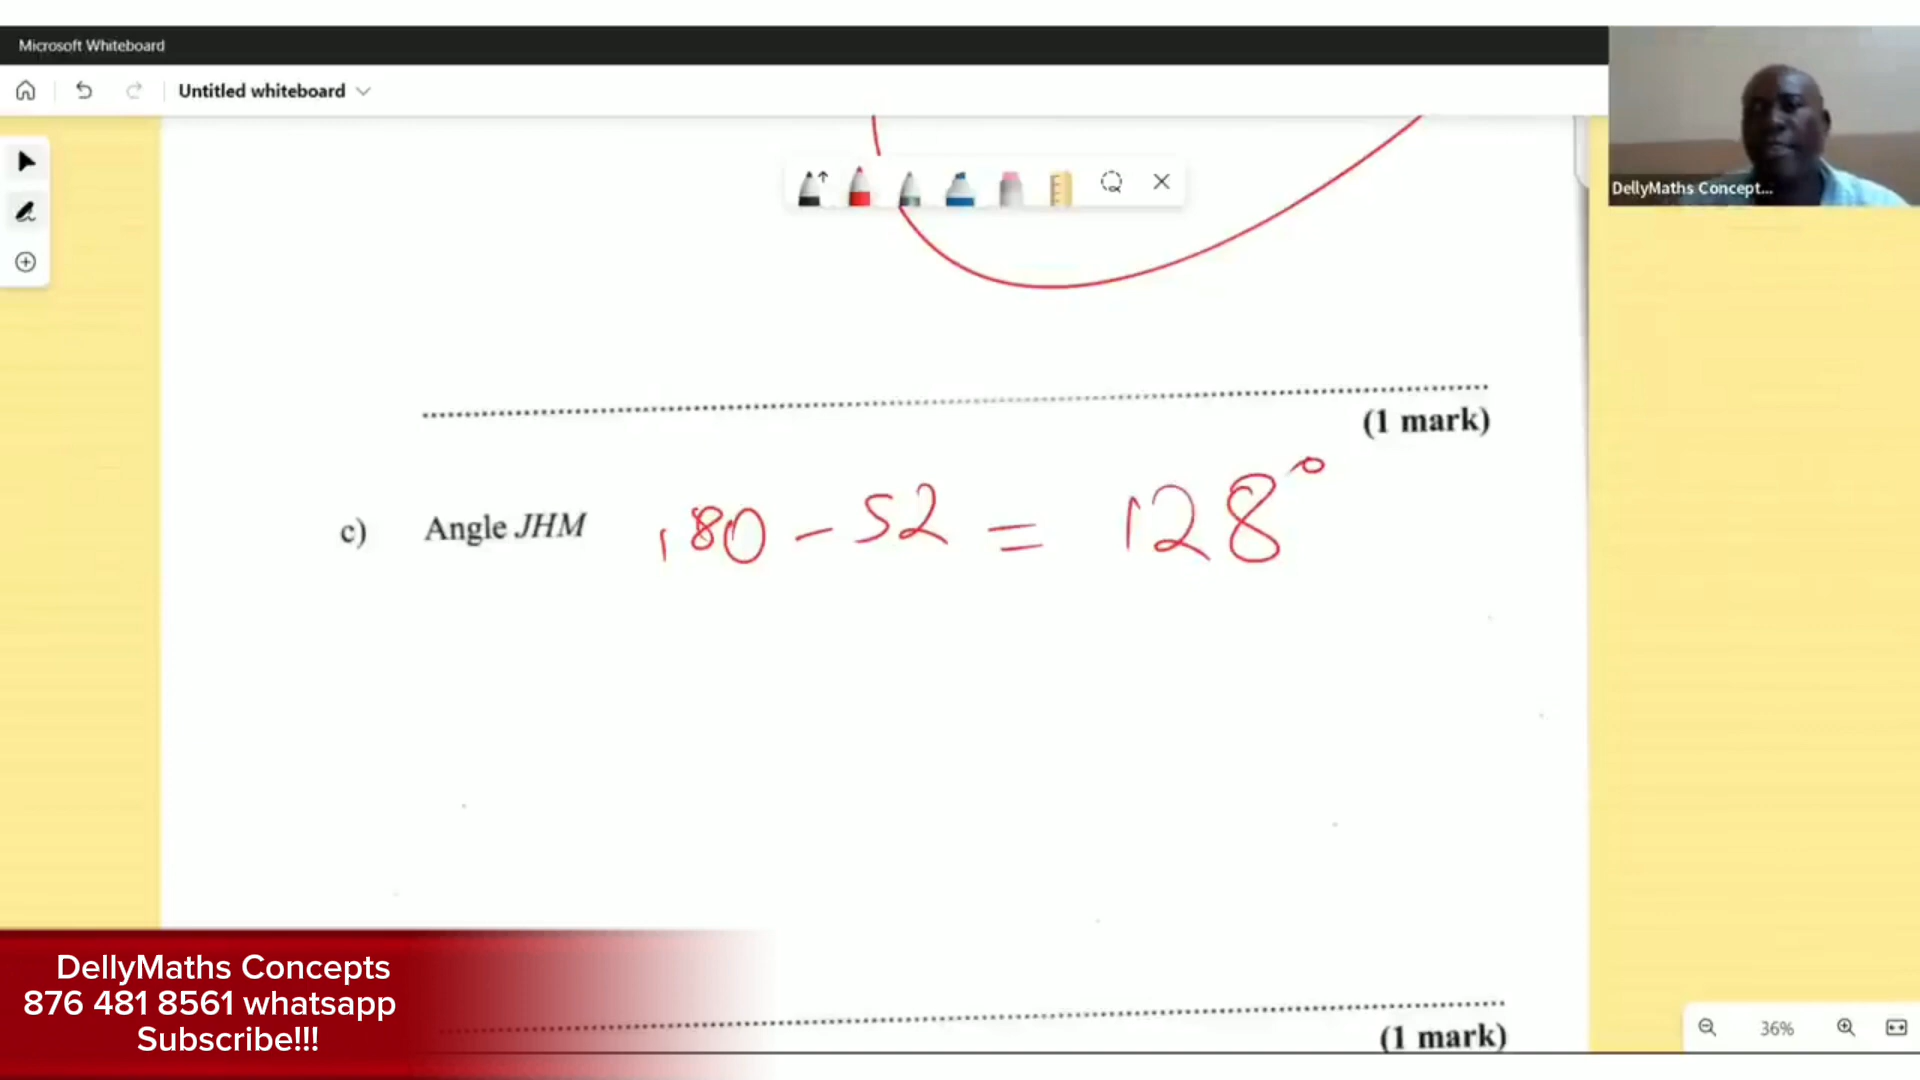 Microsoft Whiteboard
Untitled whiteboard
DellyMaths Concept...
(1 mark)
c) Angle JHM 180 - 52 = 128°
DellyMaths Concepts
876 481 8561 whatsapp
Subscribe!!!
(1 mark)
36%